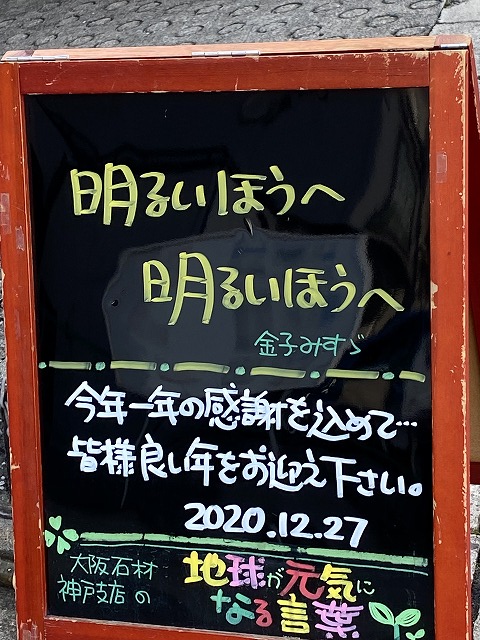 明るいほうへ
明るいほうへ
金子みすゞ
今年一年の感謝を込めて…
皆様良い年をお迎え下さい。
2020.12.27
大阪石材
神戸支店の
地球が元気に
なる言葉